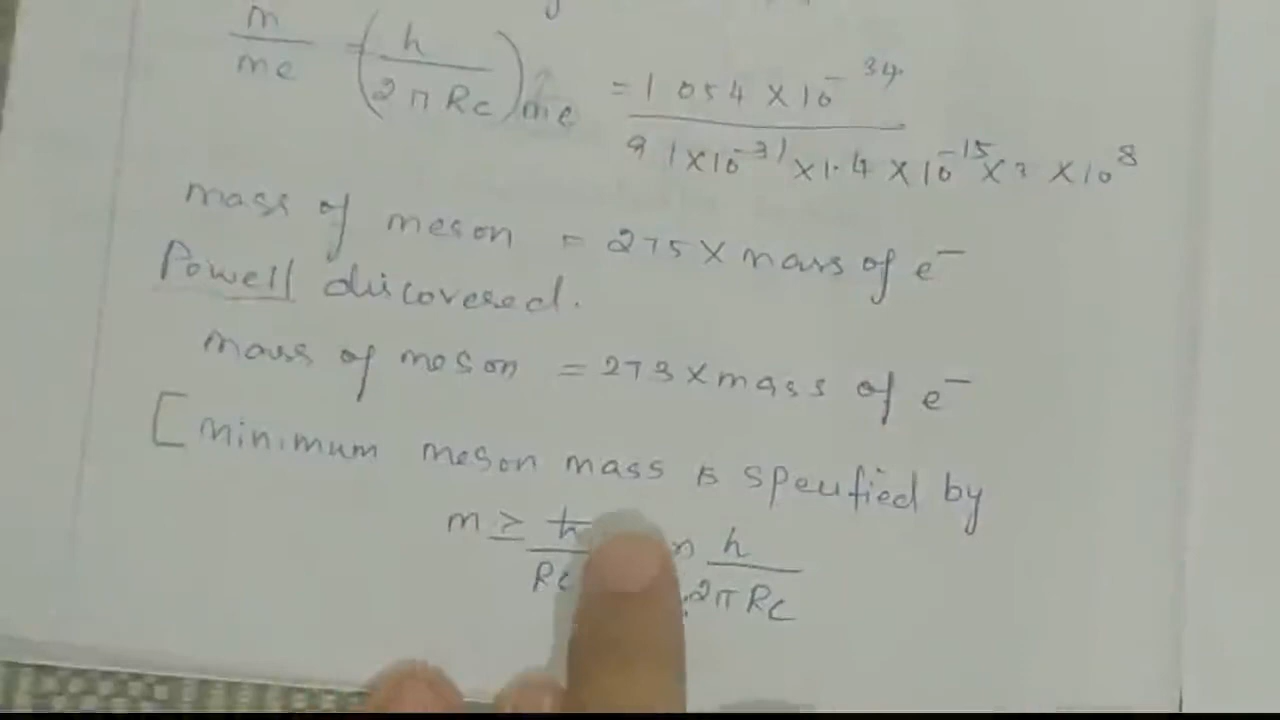 m/me = (h/2πRc)me = 1.054 × 10^-34 / 9.1×10^-31 ×1.4 × 10^-15 × 3 × 10^8
mass of meson = 275 × mass of e^-
Powell discovered.
mass of meson = 273 × mass of e^-
[minimum meson mass is specified by
m ≥ ħ/Rc h/2πRc